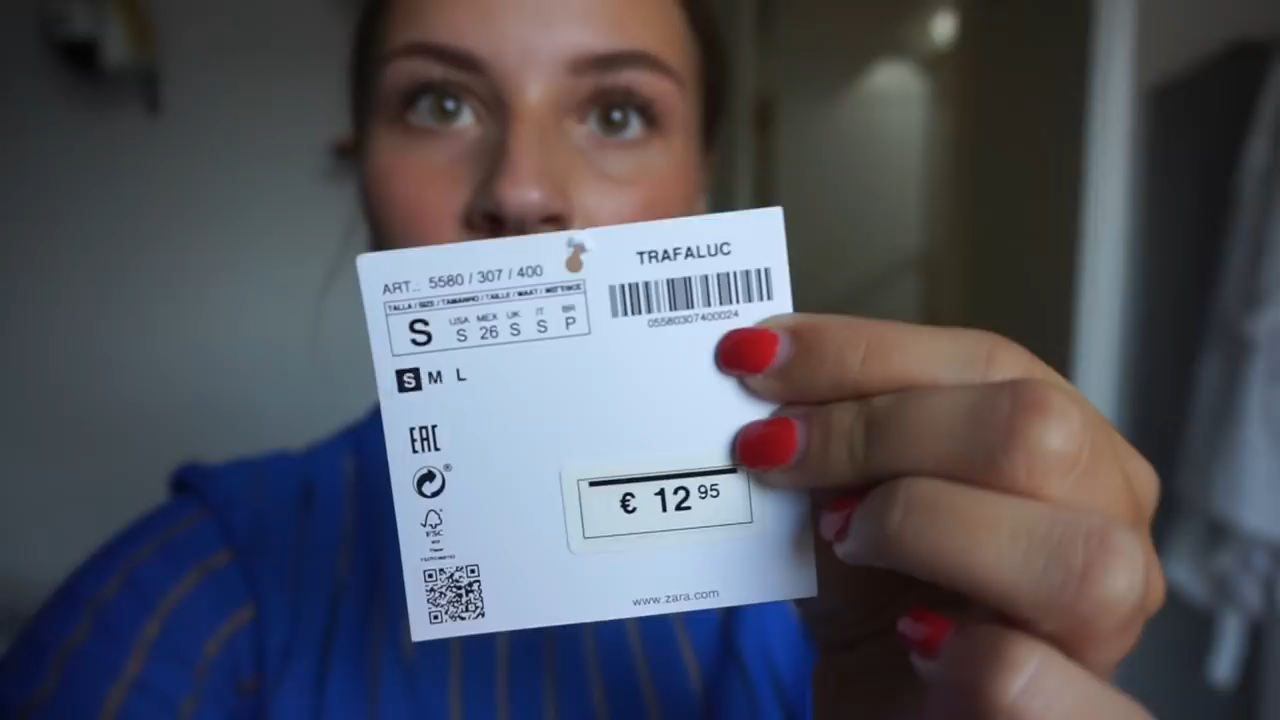 ART.: 5580 / 307 / 400
TRAFALUC
TALLA / SIZE / TAMANHO / TAILLE / MAAT /
S USA MEX UK IT BR
S 26 S S P
05580307400024
S M L
EAC
®
€ 12 95
FSC
www.zara.com